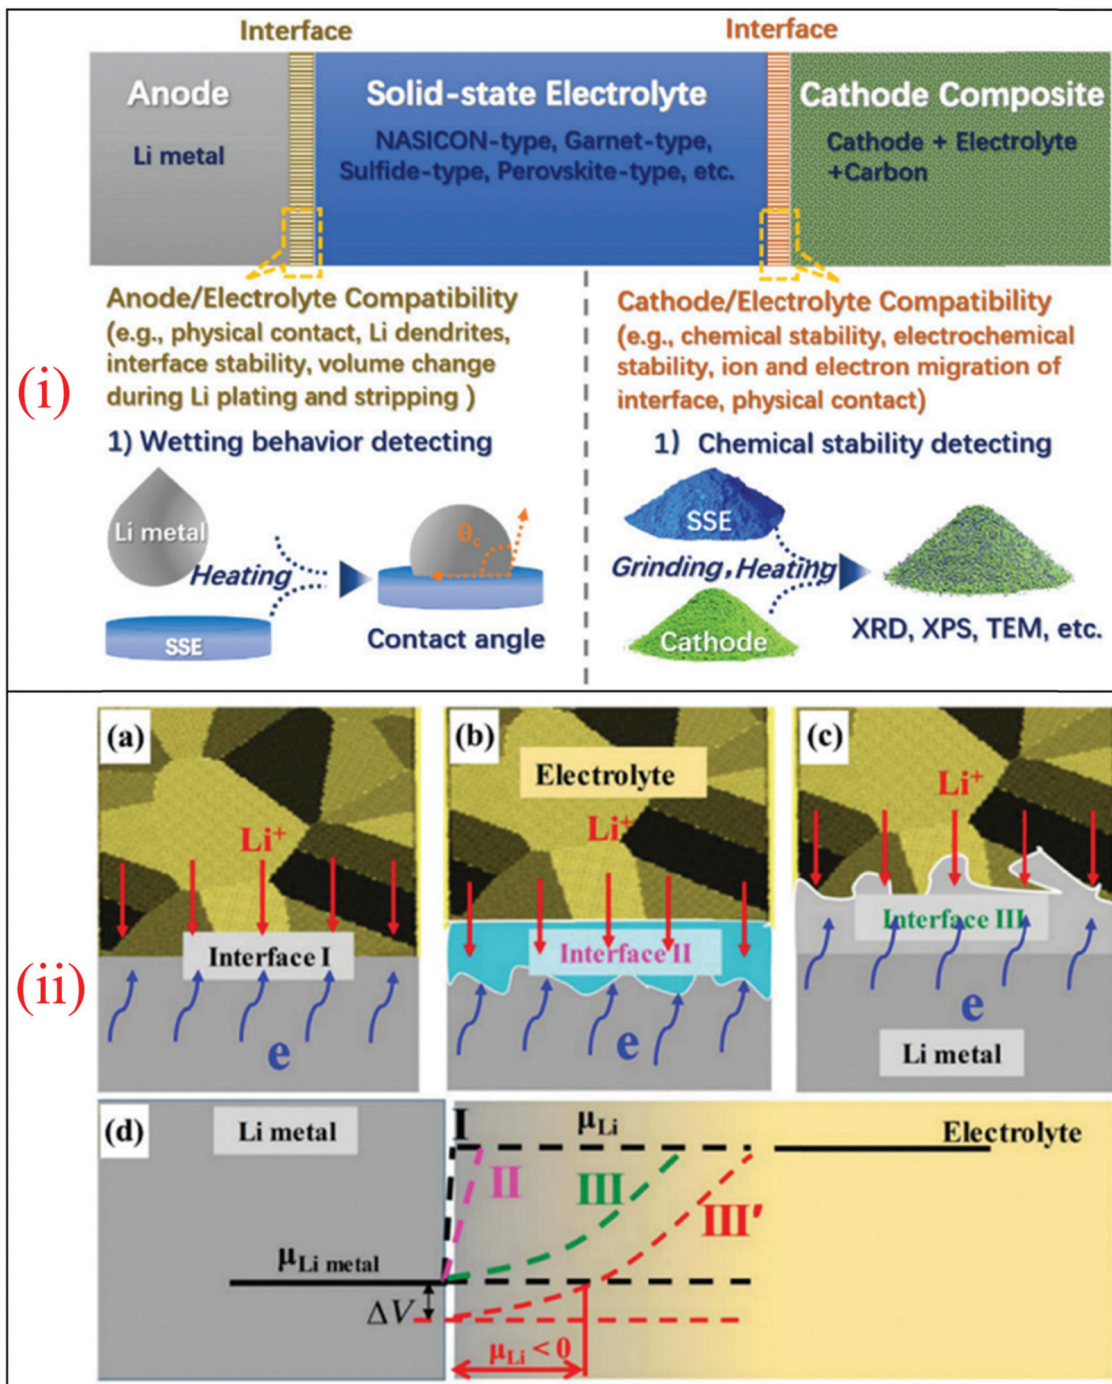 Interface
Interface
Anode
Li metal
Solid-state Electrolyte
NASICON-type, Garnet-type,
Sulfide-type, Perovskite-type, etc.
Cathode Composite
Cathode + Electrolyte
+Carbon
(i)
Anode/Electrolyte Compatibility
(e.g., physical contact, Li dendrites,
interface stability, volume change
during Li plating and stripping )
1) Wetting behavior detecting
Li metal
Heating
SSE
θc
Contact angle
Cathode/Electrolyte Compatibility
(e.g., chemical stability, electrochemical
stability, ion and electron migration of
interface, physical contact)
1) Chemical stability detecting
SSE
Grinding, Heating
Cathode
XRD, XPS, TEM, etc.
(ii)
(a)
Li⁺
Interface I
e
(b)
Electrolyte
Li⁺
Interface II
e
(c)
Li⁺
Interface III
e
Li metal
(d)
Li metal
I
μLi
Electrolyte
II
III
III′
μLi metal
ΔV
μLi < 0